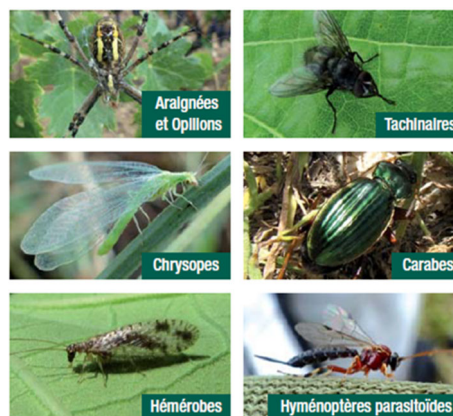 Araignées
et Opilions
Tachinaires
Chrysopes
Carabes
Hémérobes
Hyménoptères parasitoïdes